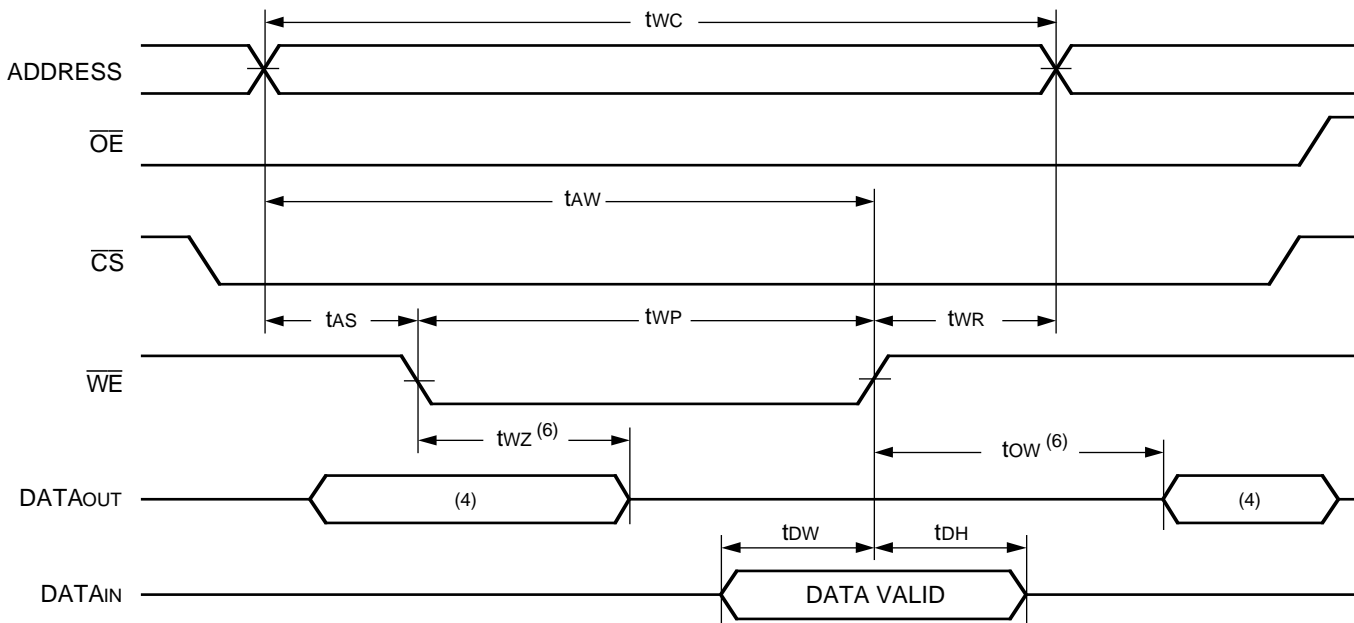 tWC
ADDRESS
OE
tAW
CS
tAS
tWP
tWR
WE
tWZ (6)
tOW (6)
DATAOUT
(4)
(4)
tDW
tDH
DATAIN
DATA VALID